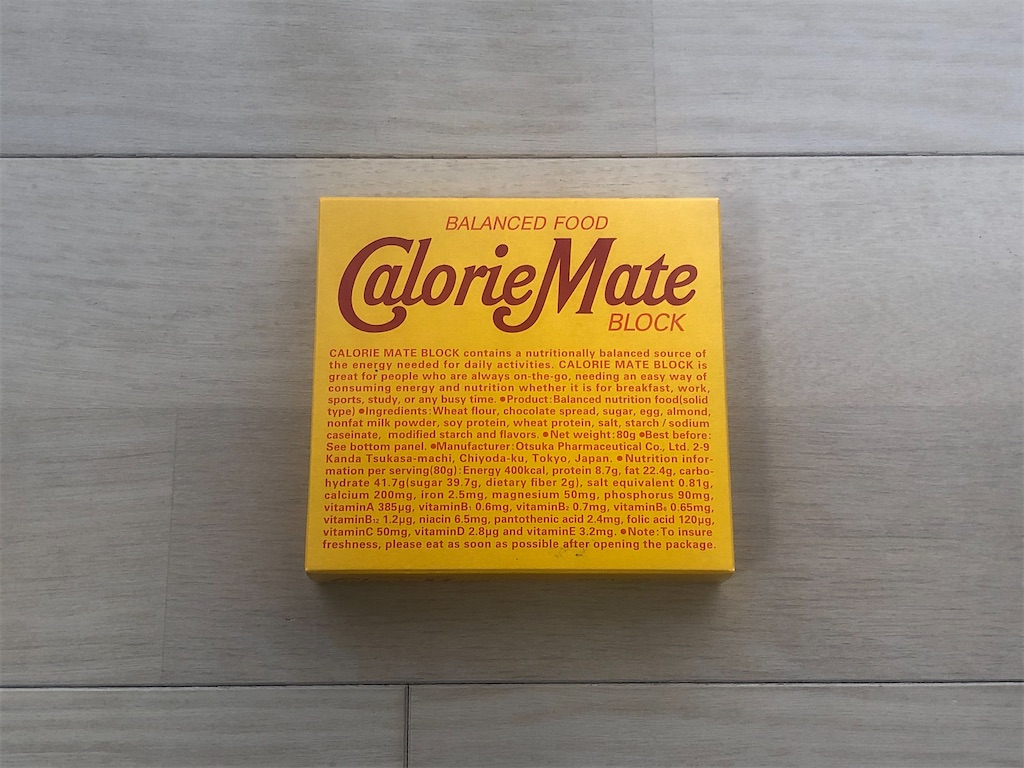 BALANCED FOOD
CalorieMate
BLOCK
CALORIE MATE BLOCK contains a nutritionally balanced source of
the energy needed for daily activities. CALORIE MATE BLOCK is
great for people who are always on-the-go, needing an easy way of
consuming energy and nutrition whether it is for breakfast, work,
sports, study, or any busy time. ●Product:Balanced nutrition food(solid
type) ●Ingredients:Wheat flour, chocolate spread, sugar, egg, almond,
nonfat milk powder, soy protein, wheat protein, salt, starch/sodium
caseinate, modified starch and flavors. ●Net weight:80g ●Best before:
See bottom panel. ●Manufacturer:Otsuka Pharmaceutical Co., Ltd. 2-9
Kanda Tsukasa-machi, Chiyoda-ku, Tokyo, Japan. ●Nutrition infor-
mation per serving(80g):Energy 400kcal, protein 8.7g, fat 22.4g, carbo-
hydrate 41.7g(sugar 39.7g, dietary fiber 2g), salt equivalent 0.81g,
calcium 200mg, iron 2.5mg, magnesium 50mg, phosphorus 90mg,
vitaminA 385μg, vitaminB₁ 0.6mg, vitaminB₂ 0.7mg, vitaminB₆ 0.65mg,
vitaminB₁₂ 1.2μg, niacin 6.5mg, pantothenic acid 2.4mg, folic acid 120μg,
vitaminC 50mg, vitaminD 2.8μg and vitaminE 3.2mg. ●Note:To insure
freshness, please eat as soon as possible after opening the package.